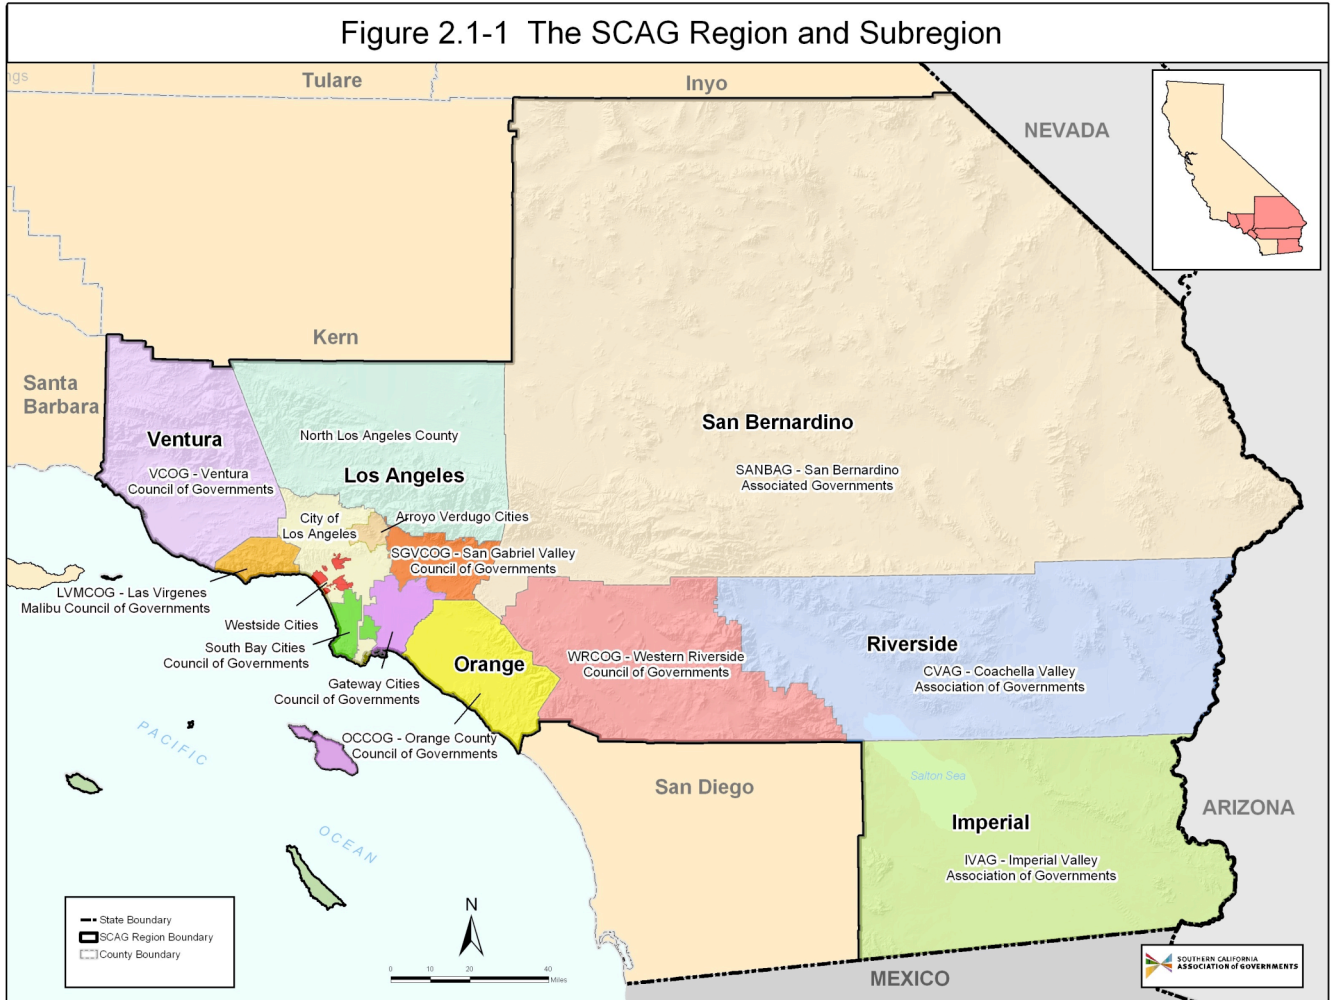 Figure 2.1-1 The SCAG Region and Subregion
ngs
Tulare
Inyo
NEVADA
Kern
Santa
Barbara
Ventura
VCOG - Ventura
Council of Governments
North Los Angeles County
Los Angeles
San Bernardino
SANBAG - San Bernardino
Associated Governments
City of
Los Angeles
Arroyo Verdugo Cities
SGVCOG - San Gabriel Valley
Council of Governments
LVMCOG - Las Virgenes
Malibu Council of Governments
Westside Cities
South Bay Cities
Council of Governments
Gateway Cities
Council of Governments
Orange
OCCOG - Orange County
Council of Governments
WRCOG - Western Riverside
Council of Governments
Riverside
CVAG - Coachella Valley
Association of Governments
PACIFIC
OCEAN
San Diego
Salton Sea
Imperial
IVAG - Imperial Valley
Association of Governments
ARIZONA
MEXICO
State Boundary
SCAG Region Boundary
County Boundary
N
0 10 20 40
Miles
SOUTHERN CALIFORNIA
ASSOCIATION of GOVERNMENTS